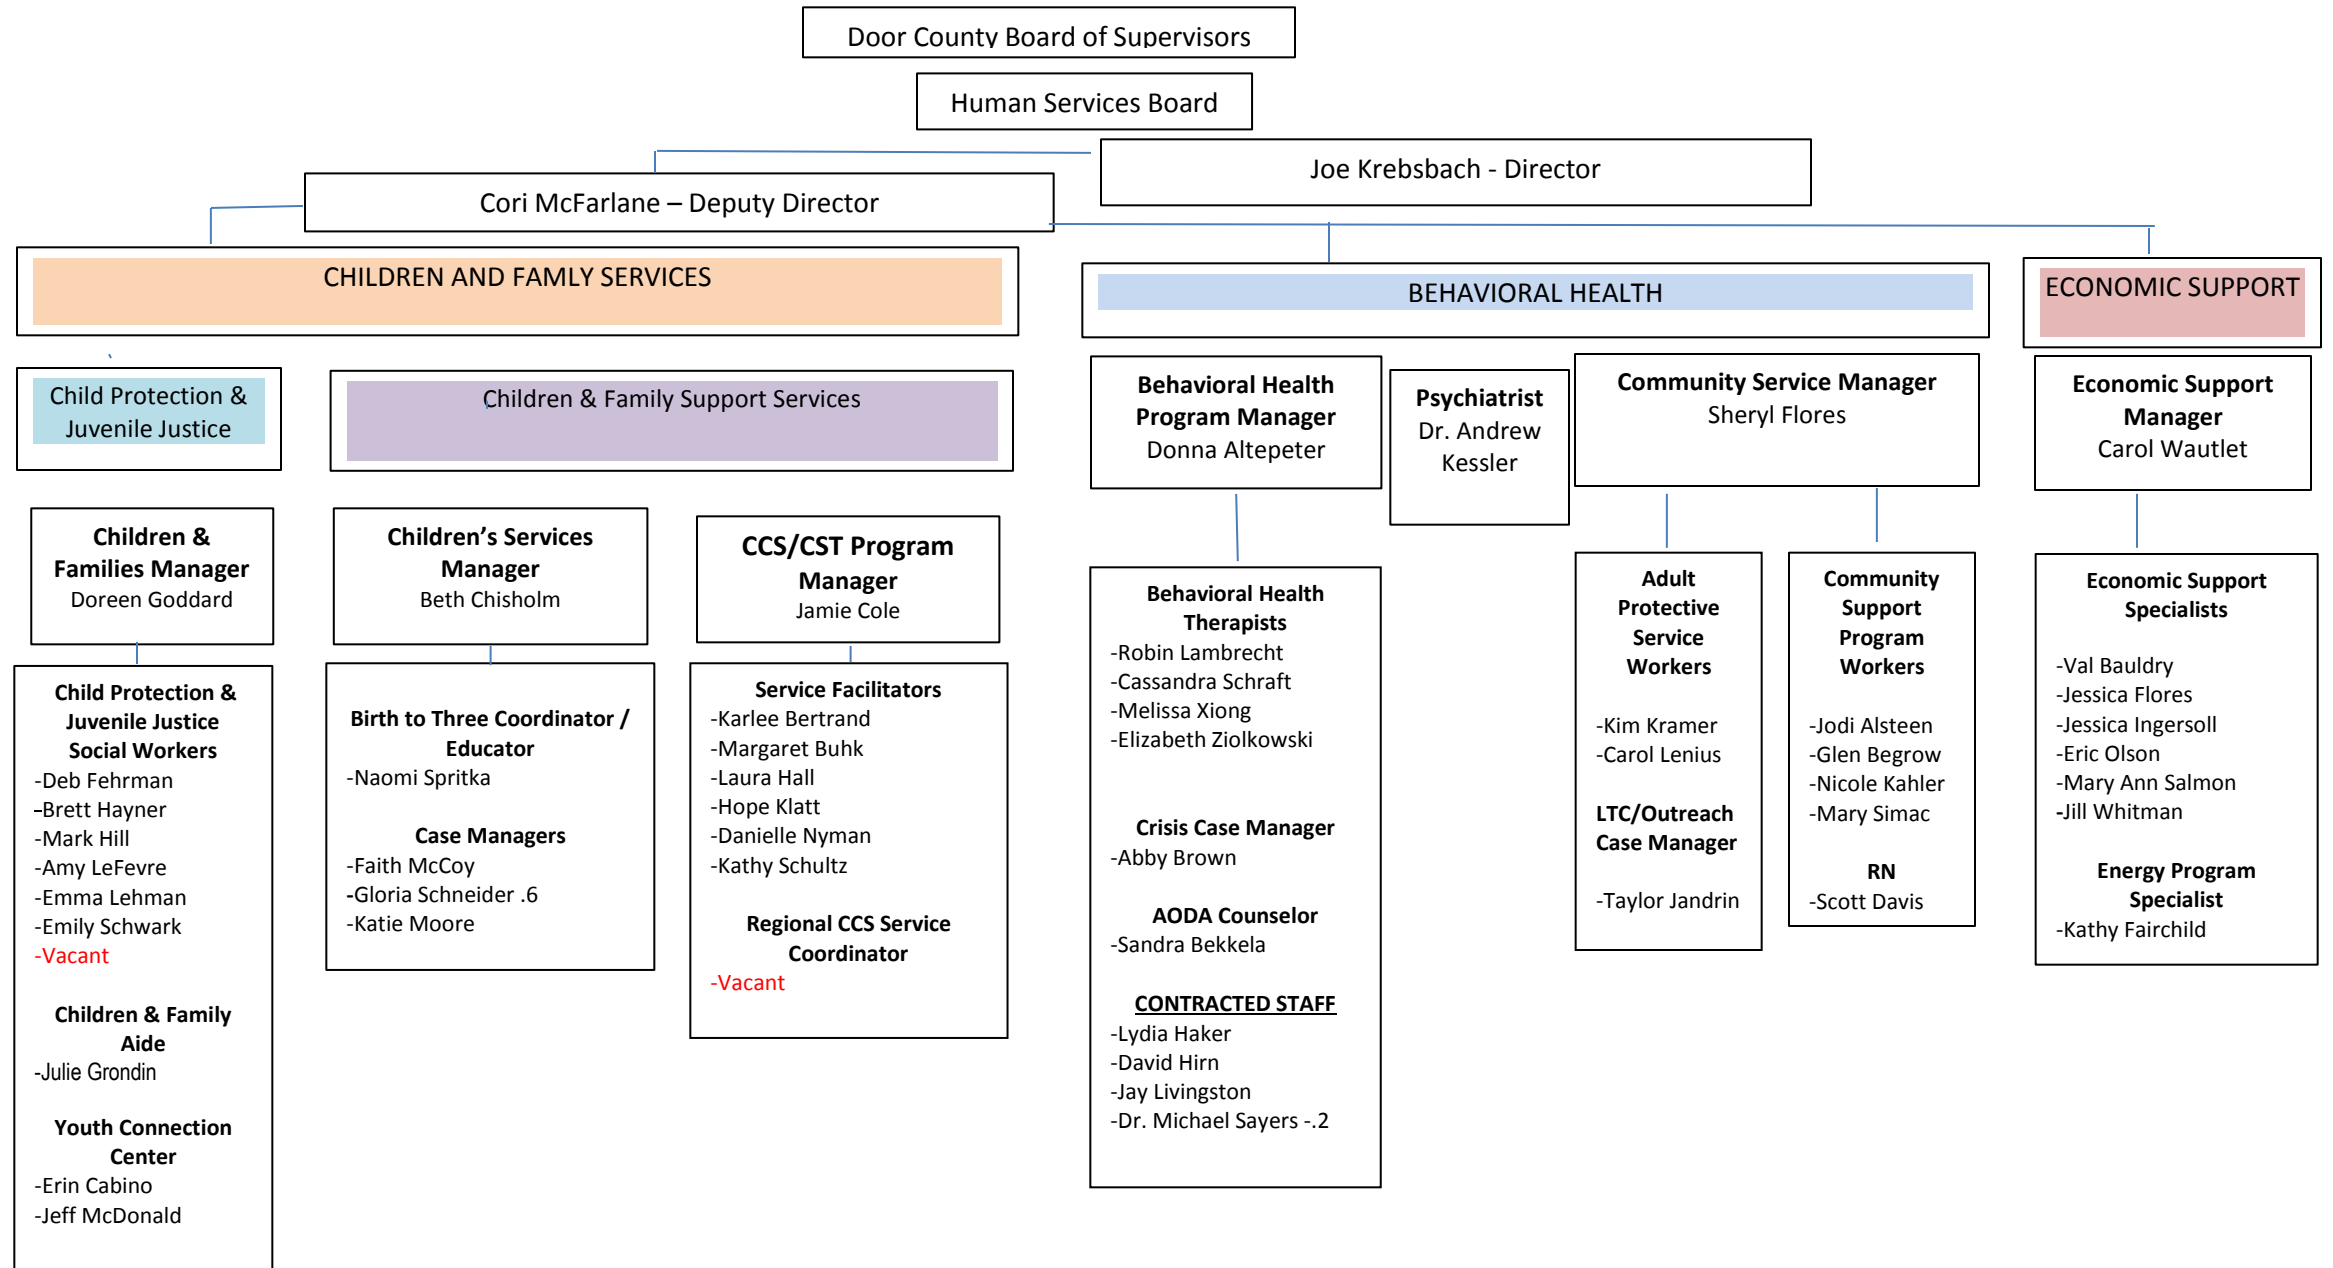 Door County Board of Supervisors
Human Services Board
Joe Krebsbach - Director
Cori McFarlane – Deputy Director
CHILDREN AND FAMLY SERVICES
BEHAVIORAL HEALTH
ECONOMIC SUPPORT
Child Protection &
Juvenile Justice
Children & Family Support Services
Behavioral Health
Program Manager
Donna Altepeter
Psychiatrist
Dr. Andrew
Kessler
Community Service Manager
Sheryl Flores
Economic Support
Manager
Carol Wautlet
Children &
Families Manager
Doreen Goddard
Children’s Services
Manager
Beth Chisholm
CCS/CST Program
Manager
Jamie Cole
Child Protection &
Juvenile Justice
Social Workers
-Deb Fehrman
-Brett Hayner
-Mark Hill
-Amy LeFevre
-Emma Lehman
-Emily Schwark
-Vacant
Children & Family
Aide
-Julie Grondin
Youth Connection
Center
-Erin Cabino
-Jeff McDonald
Birth to Three Coordinator /
Educator
-Naomi Spritka
Case Managers
-Faith McCoy
-Gloria Schneider .6
-Katie Moore
Service Facilitators
-Karlee Bertrand
-Margaret Buhk
-Laura Hall
-Hope Klatt
-Danielle Nyman
-Kathy Schultz
Regional CCS Service
Coordinator
-Vacant
Behavioral Health
Therapists
-Robin Lambrecht
-Cassandra Schraft
-Melissa Xiong
-Elizabeth Ziolkowski
Crisis Case Manager
-Abby Brown
AODA Counselor
-Sandra Bekkela
CONTRACTED STAFF
-Lydia Haker
-David Hirn
-Jay Livingston
-Dr. Michael Sayers -.2
Adult
Protective
Service
Workers
-Kim Kramer
-Carol Lenius
LTC/Outreach
Case Manager
-Taylor Jandrin
Community
Support
Program
Workers
-Jodi Alsteen
-Glen Begrow
-Nicole Kahler
-Mary Simac
RN
-Scott Davis
Economic Support
Specialists
-Val Bauldry
-Jessica Flores
-Jessica Ingersoll
-Eric Olson
-Mary Ann Salmon
-Jill Whitman
Energy Program
Specialist
-Kathy Fairchild